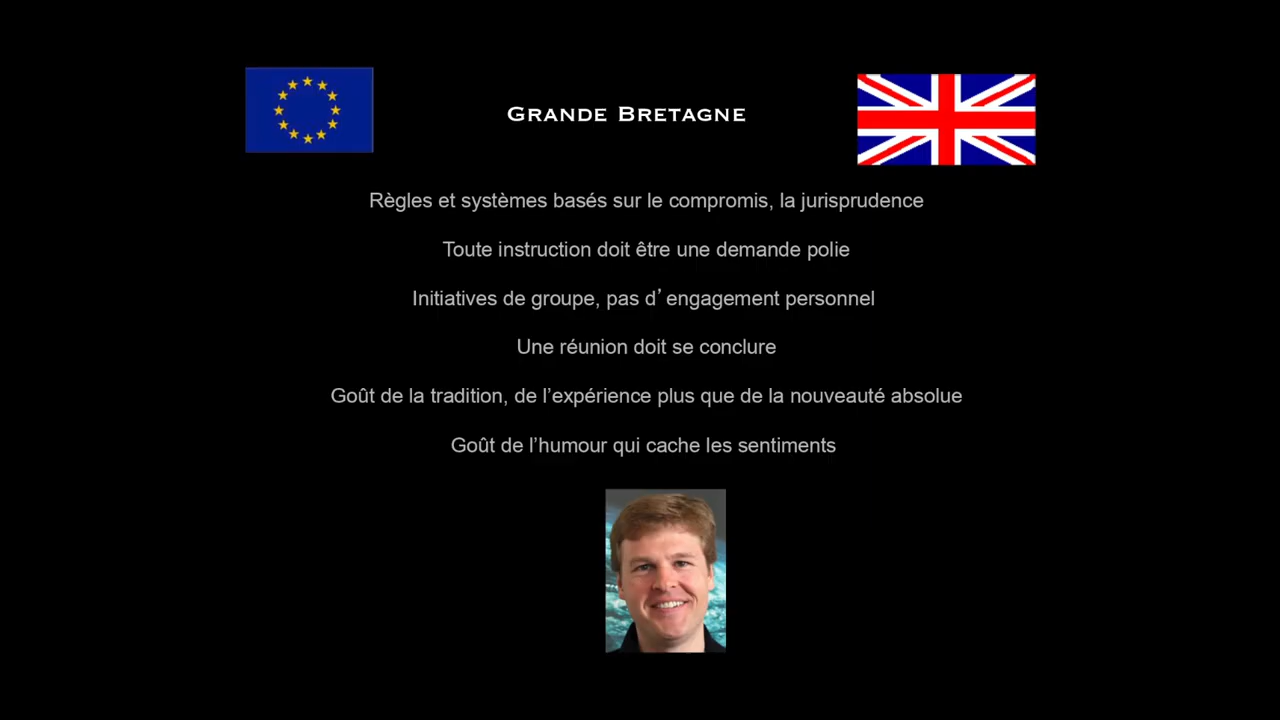 Grande Bretagne
Règles et systèmes basés sur le compromis, la jurisprudence
Toute instruction doit être une demande polie
Initiatives de groupe, pas d’engagement personnel
Une réunion doit se conclure
Goût de la tradition, de l’expérience plus que de la nouveauté absolue
Goût de l’humour qui cache les sentiments